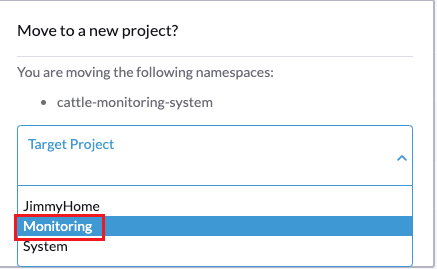 Move to a new project?
You are moving the following namespaces:
• cattle-monitoring-system
Target Project
JimmyHome
Monitoring
System